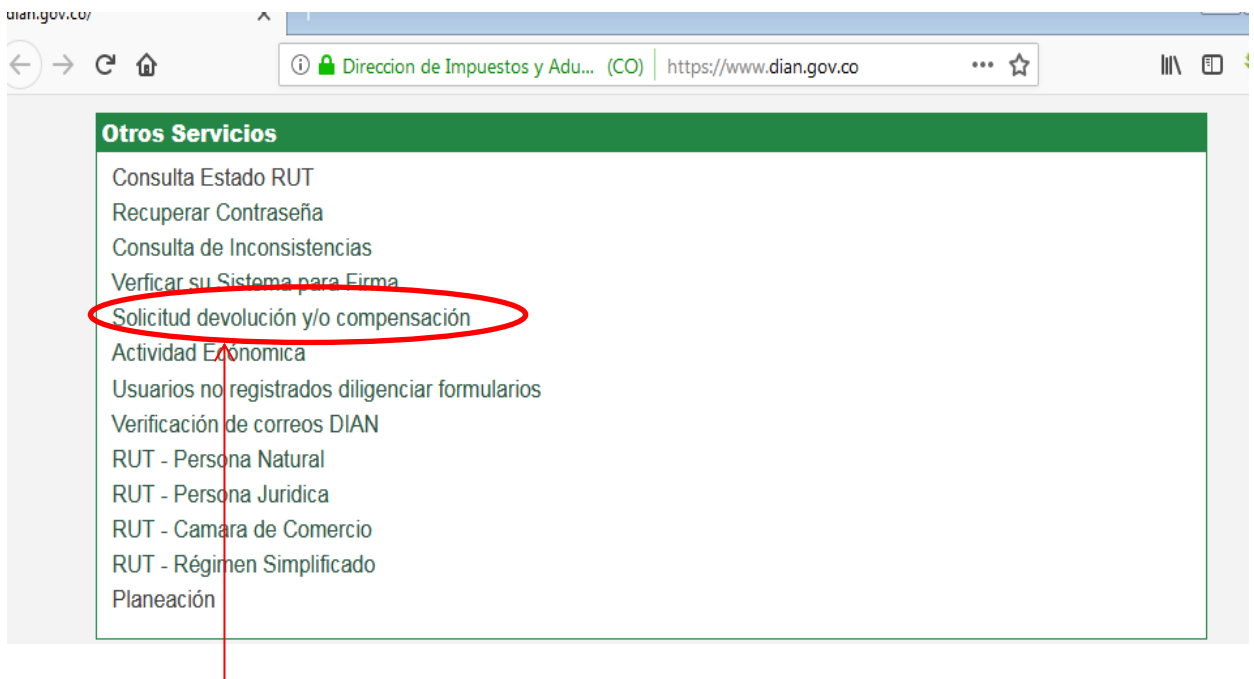 dian.gov.co/
Direccion de Impuestos y Adu... (CO) https://www.dian.gov.co
Otros Servicios
Consulta Estado RUT
Recuperar Contraseña
Consulta de Inconsistencias
Verficar su Sistema para Firma
Solicitud devolución y/o compensación
Actividad Ecónomica
Usuarios no registrados diligenciar formularios
Verificación de correos DIAN
RUT - Persona Natural
RUT - Persona Juridica
RUT - Camara de Comercio
RUT - Régimen Simplificado
Planeación